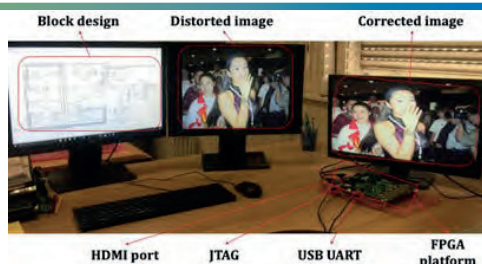 Block design Distorted image Corrected image
HDMI port JTAG USB UART FPGA
platform